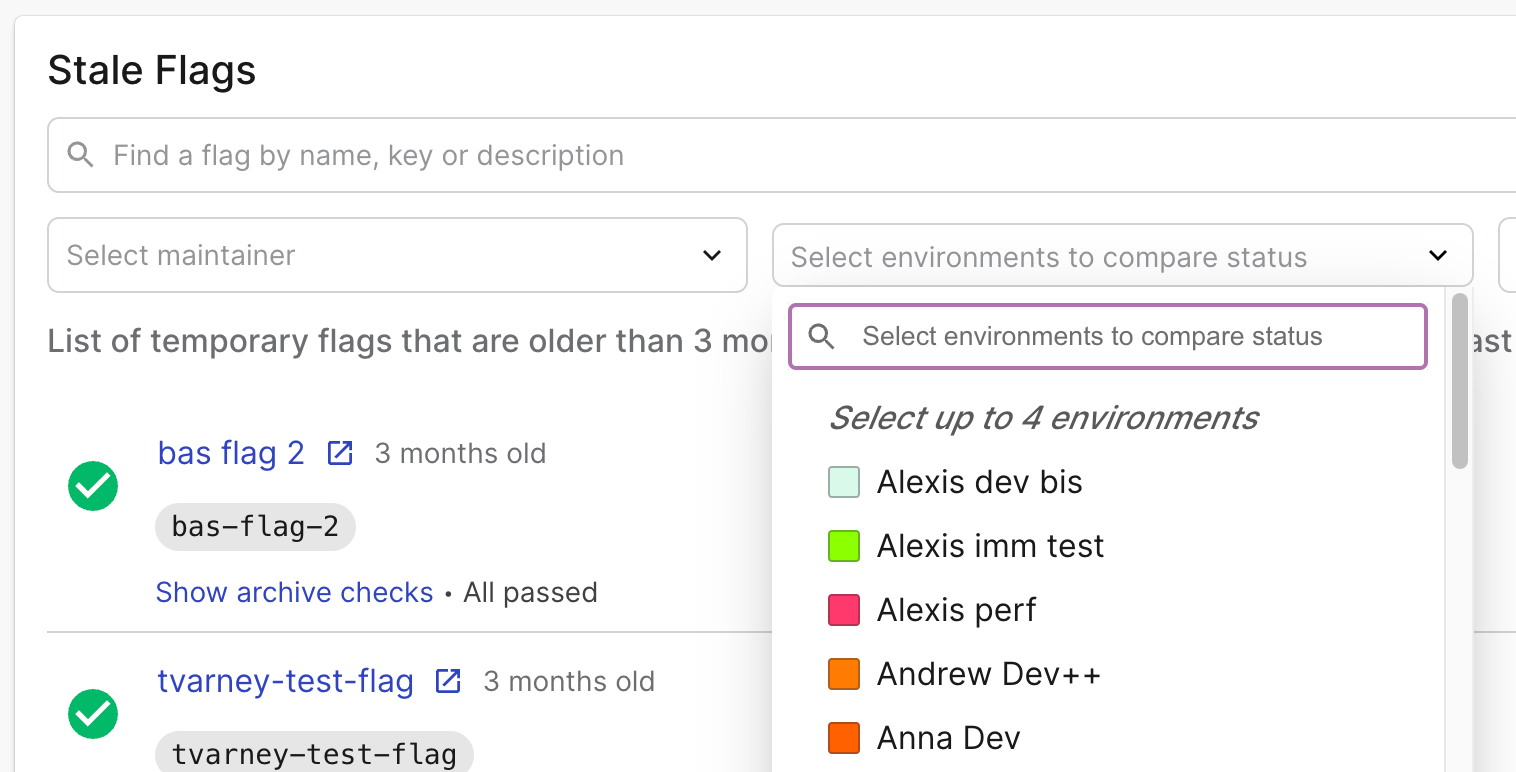 Stale Flags
Find a flag by name, key or description
Select maintainer
Select environments to compare status
List of temporary flags that are older than 3 mo
ast
Select environments to compare status
Select up to 4 environments
Alexis dev bis
Alexis imm test
Alexis perf
Andrew Dev++
Anna Dev
bas flag 2 3 months old
bas-flag-2
Show archive checks • All passed
tvarney-test-flag 3 months old
tvarney-test-flag